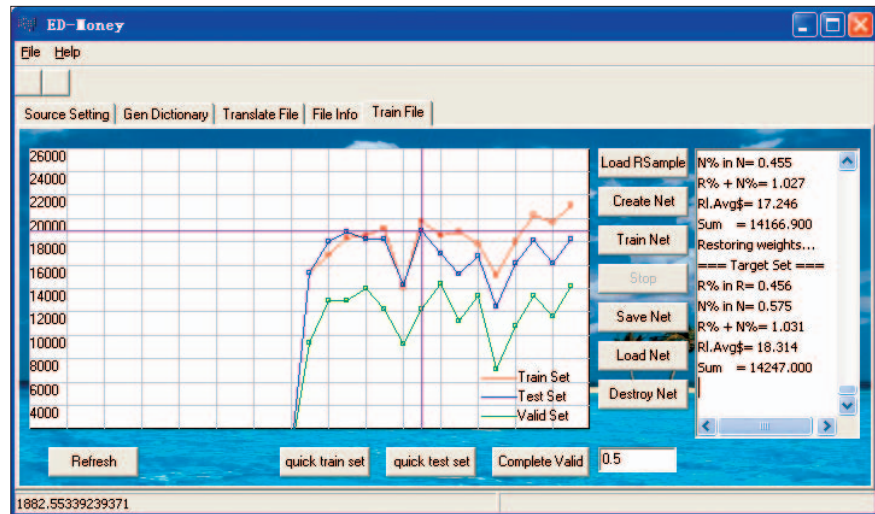 ED-Money
File Help
Source Setting Gen Dictionary Translate File File Info Train File
26000
24000
22000
20000
18000
16000
14000
12000
10000
8000
6000
4000
Train Set
Test Set
Valid Set
Load RSample
Create Net
Train Net
Stop
Save Net
Load Net
Destroy Net
N% in N= 0.455
R% + N%= 1.027
Rl.Avg$= 17.246
Sum = 14166.900
Restoring weights...
=== Target Set ===
R% in R= 0.456
N% in N= 0.575
R% + N%= 1.031
Rl.Avg$= 18.314
Sum = 14247.000
Refresh quick train set quick test set Complete Valid 0.5
1882.55339239371